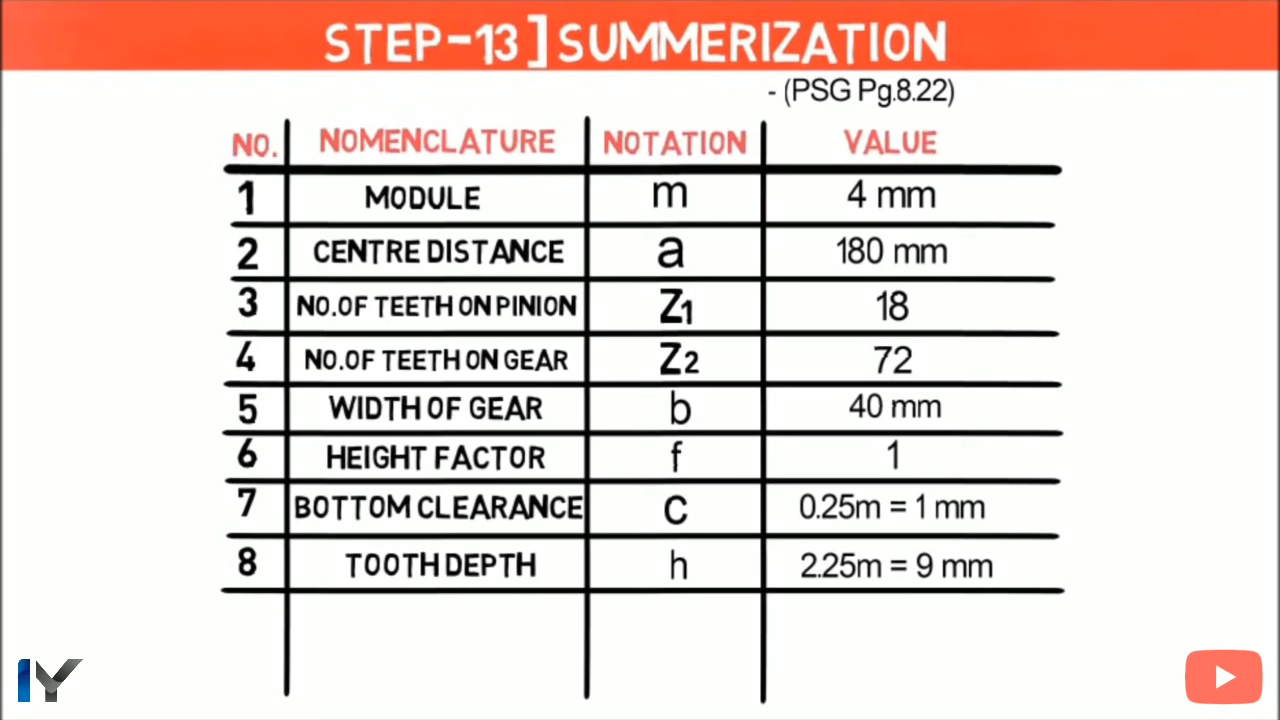 STEP-13] SUMMERIZATION
- (PSG Pg.8.22)
NO. NOMENCLATURE NOTATION VALUE
1 MODULE m 4 mm
2 CENTRE DISTANCE a 180 mm
3 NO.OF TEETH ON PINION Z1 18
4 NO.OF TEETH ON GEAR Z2 72
5 WIDTH OF GEAR b 40 mm
6 HEIGHT FACTOR f 1
7 BOTTOM CLEARANCE C 0.25m = 1 mm
8 TOOTH DEPTH h 2.25m = 9 mm
IY